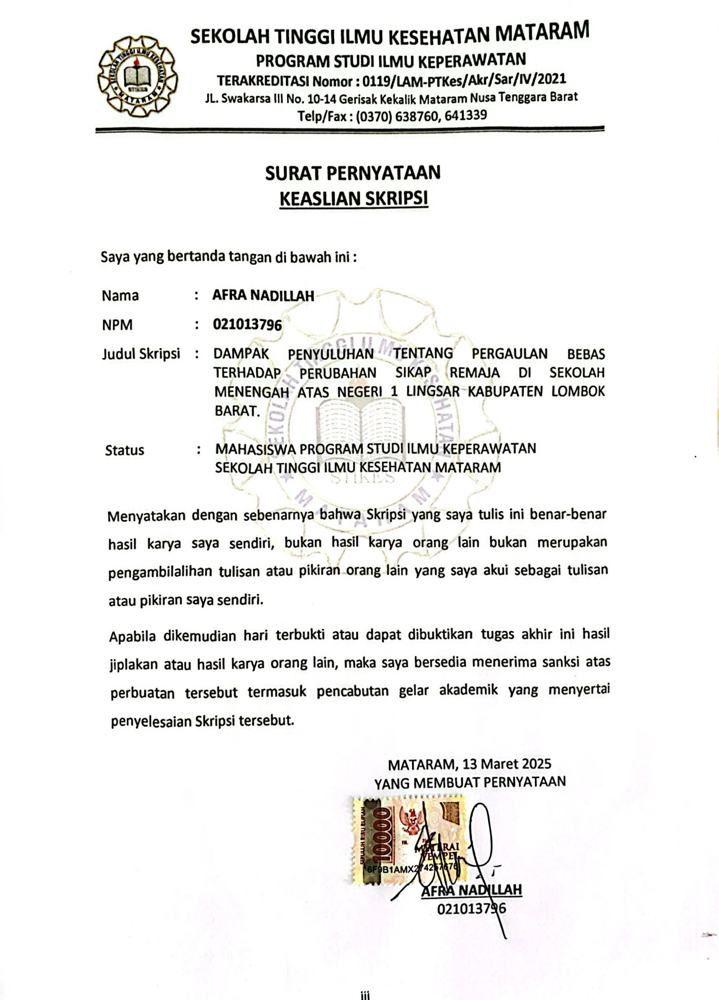 SEKOLAH TINGGI ILMU KESEHATAN MATARAM
PROGRAM STUDI ILMU KEPERAWATAN
TERAKREDITASI Nomor : 0119/LAM-PTKes/Akr/Sar/IV/2021
JL. Swakarsa III No. 10-14 Gerisak Kekalik Mataram Nusa Tenggara Barat
Telp/Fax : (0370) 638760, 641339
SEKOLAH TINGGI ILMU KESEHATAN
STIKES
MATARAM
SURAT PERNYATAAN
KEASLIAN SKRIPSI
Saya yang bertanda tangan di bawah ini :
Nama : AFRA NADILLAH
NPM : 021013796
Judul Skripsi : DAMPAK PENYULUHAN TENTANG PERGAULAN BEBAS
TERHADAP PERUBAHAN SIKAP REMAJA DI SEKOLAH
MENENGAH ATAS NEGERI 1 LINGSAR KABUPATEN LOMBOK
BARAT.
Status : MAHASISWA PROGRAM STUDI ILMU KEPERAWATAN
SEKOLAH TINGGI ILMU KESEHATAN MATARAM
SEKOLAH TINGGI ILMU KESEHATAN
STIKES
MATARAM
Menyatakan dengan sebenarnya bahwa Skripsi yang saya tulis ini benar-benar
hasil karya saya sendiri, bukan hasil karya orang lain bukan merupakan
pengambilalihan tulisan atau pikiran orang lain yang saya akui sebagai tulisan
atau pikiran saya sendiri.
Apabila dikemudian hari terbukti atau dapat dibuktikan tugas akhir ini hasil
jiplakan atau hasil karya orang lain, maka saya bersedia menerima sanksi atas
perbuatan tersebut termasuk pencabutan gelar akademik yang menyertai
penyelesaian Skripsi tersebut.
MATARAM, 13 Maret 2025
YANG MEMBUAT PERNYATAAN
SEPULUH RIBU RUPIAH
10000
TGL.
METERAI
TEMPEL
6F9B1AMX274257676
AFRA NADILLAH
021013796
iii